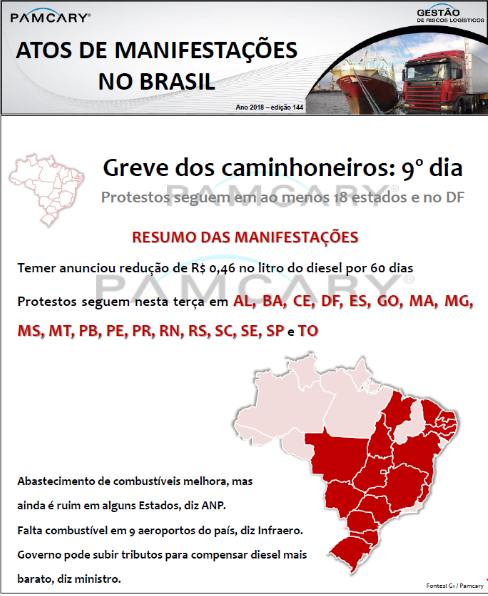 PAMCARY
GESTÃO
DE RISCOS LOGÍSTICOS
ATOS DE MANIFESTAÇÕES
NO BRASIL
Ano 2018 – edição 144
Greve dos caminhoneiros: 9º dia
PAMCARY
Protestos seguem em ao menos 18 estados e no DF
RESUMO DAS MANIFESTAÇÕES
Temer anunciou redução de R$ 0,46 no litro do diesel por 60 dias
PAMCARY
Protestos seguem nesta terça em AL, BA, CE, DF, ES, GO, MA, MG,
MS, MT, PB, PE, PR, RN, RS, SC, SE, SP e TO
Abastecimento de combustíveis melhora, mas
ainda é ruim em alguns Estados, diz ANP.
Falta combustível em 9 aeroportos do país, diz Infraero.
Governo pode subir tributos para compensar diesel mais
barato, diz ministro.
Fontes: G1 / Pamcary